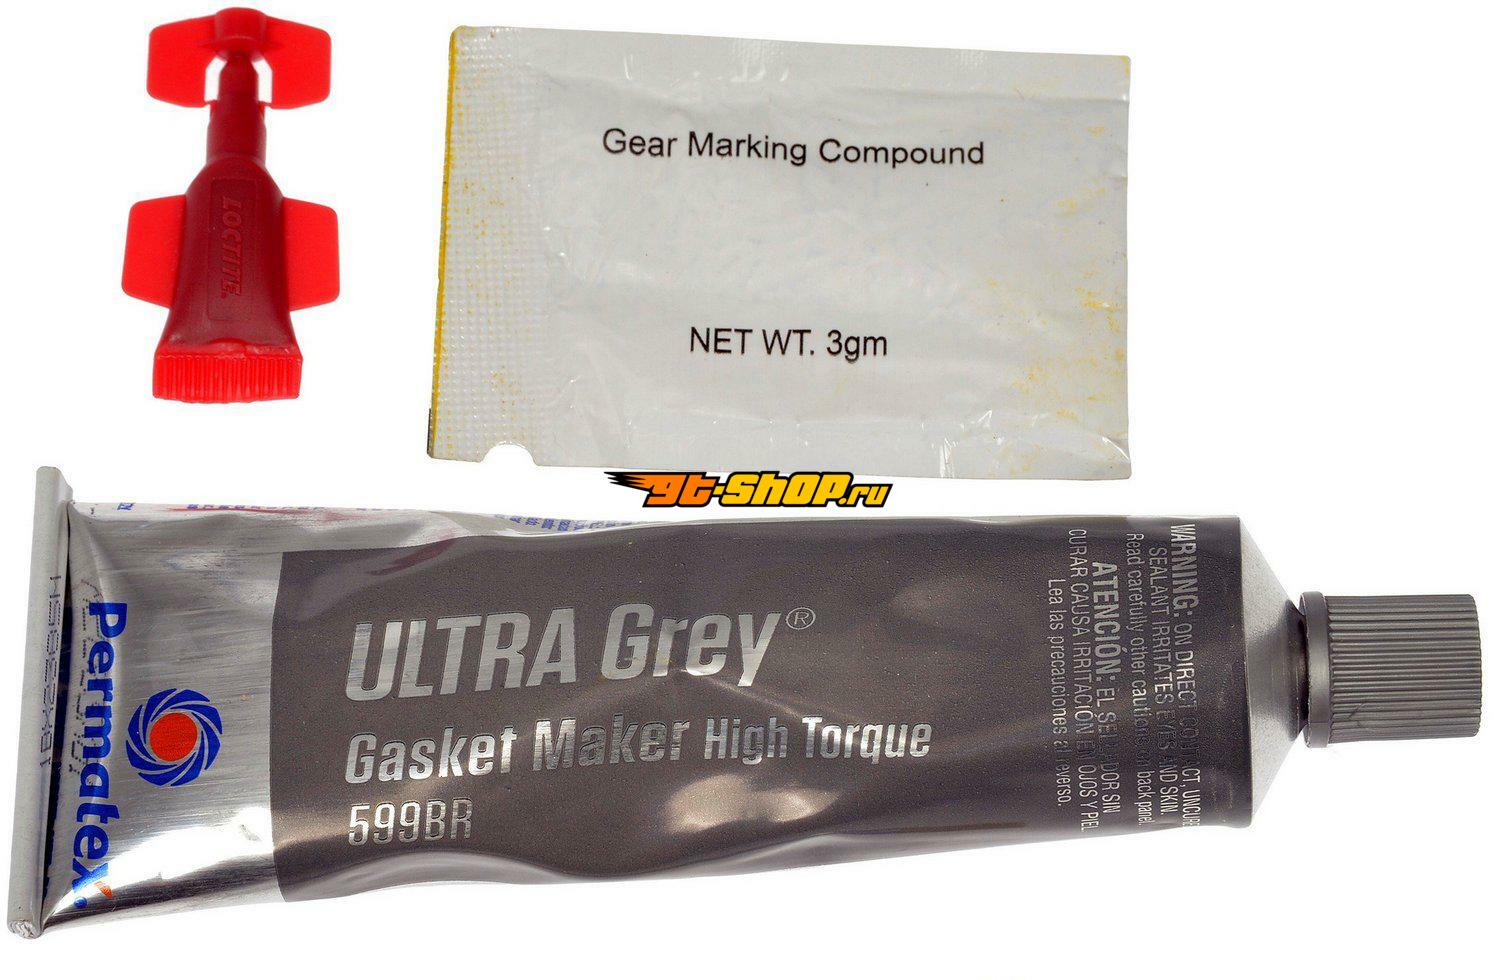 LOCTITE®
Gear Marking Compound
NET WT. 3gm
gt-shop.ru
Permatex®
ULTRA Grey®
Gasket Maker High Torque
599BR
WARNING: ON DIRECT CONTACT, UNCURED
SEALANT IRRITATES EYES AND SKIN.
Read carefully other cautions on back panel.
ATENCIÓN: EL SELLADOR SIN
CURAR CAUSA IRRITACION EN OJOS Y PIEL.
Lea las precauciones al reverso.